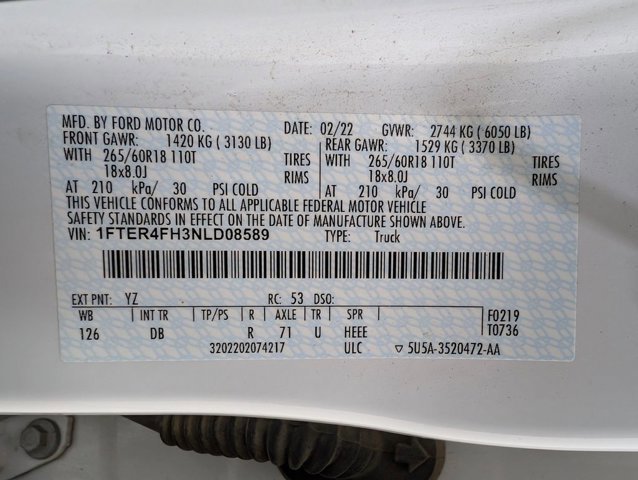 MFD. BY FORD MOTOR CO. DATE: 02/22 GVWR: 2744 KG ( 6050 LB)
FRONT GAWR: 1420 KG ( 3130 LB) REAR GAWR: 1529 KG ( 3370 LB)
WITH 265/60R18 110T TIRES WITH 265/60R18 110T TIRES
18x8.0J RIMS 18x8.0J RIMS
AT 210 kPa/ 30 PSI COLD AT 210 kPa/ 30 PSI COLD
THIS VEHICLE CONFORMS TO ALL APPLICABLE FEDERAL MOTOR VEHICLE
SAFETY STANDARDS IN EFFECT ON THE DATE OF MANUFACTURE SHOWN ABOVE.
VIN: 1FTER4FH3NLD08589 TYPE: Truck
EXT PNT: YZ RC: 53 DSO:
WB INT TR TP/PS R AXLE TR SPR F0219
126 DB R 71 U HEEE T0736
3202202074217 ULC ▽ 5U5A-3520472-AA